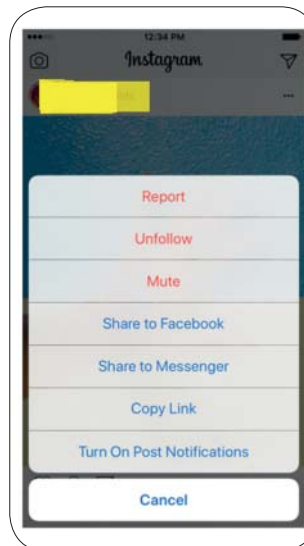 12:34 PM
Instagram
Report
Unfollow
Mute
Share to Facebook
Share to Messenger
Copy Link
Turn On Post Notifications
Cancel